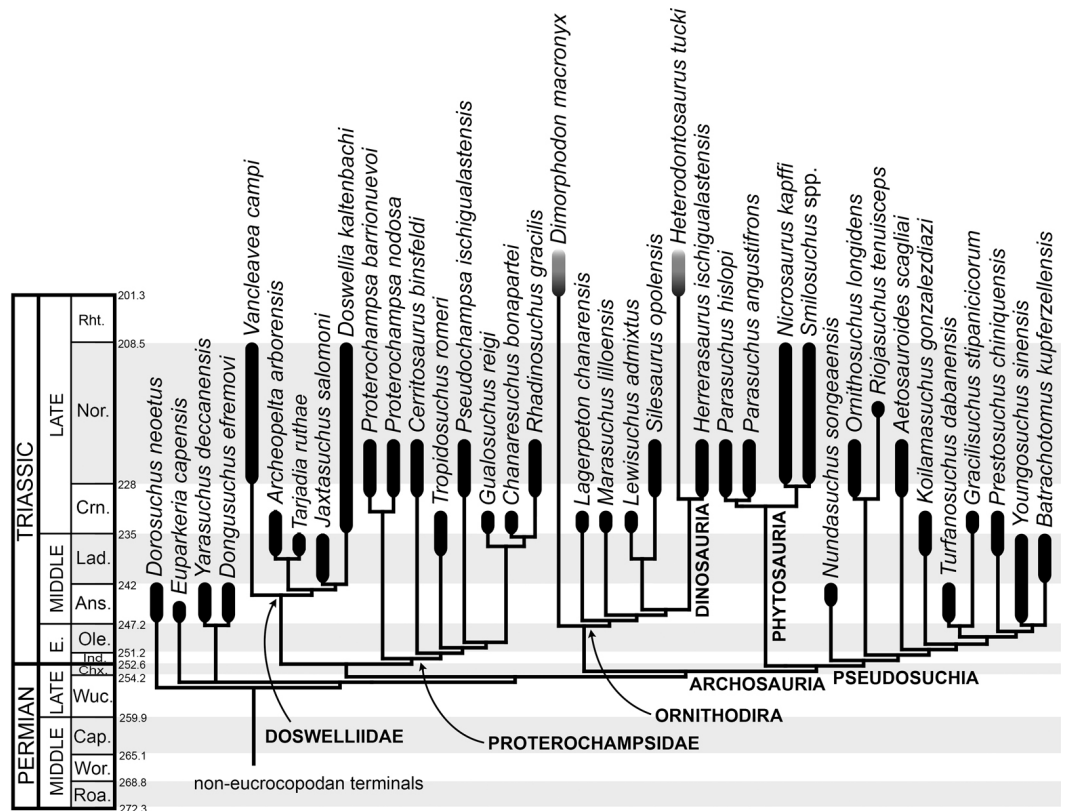 Dorosuchus neoetus
Euparkeria capensis
Yarasuchus deccanensis
Dongusuchus efremovi
Vancleavea campi
Archeopelta arborensis
Tarjadia ruthae
Jaxtasuchus salomoni
Doswellia kaltenbachi
Proterochampsa barrionuevoi
Proterochampsa nodosa
Cerritosaurus binsfeldi
Tropidosuchus romeri
Pseudochampsa ischigualastensis
Gualosuchus reigi
Chanaresuchus bonapartei
Rhadinosuchus gracilis
Dimorphodon macronyx
Lagerpeton chanarensis
Marasuchus lilloensis
Lewisuchus admixtus
Silesaurus opolensis
Heterodontosaurus tucki
Herrerasaurus ischigualastensis
Parasuchus hislopi
Parasuchus angustifrons
Nicrosaurus kapffi
Smilosuchus spp.
Nundasuchus songeaensis
Ornithosuchus longidens
Riojasuchus tenuisceps
Aetosauroides scagliai
Koilamasuchus gonzalezdiazi
Turfanosuchus dabanensis
Gracilisuchus stipanicicorum
Prestosuchus chiniquensis
Youngosuchus sinensis
Batrachotomus kupferzellensis
TRIASSIC
LATE
MIDDLE
E.
PERMIAN
LATE
MIDDLE
Rht.
Nor.
Crn.
Lad.
Ans.
Ole.
Ind.
Chx.
Wuc.
Cap.
Wor.
Roa.
201.3
208.5
228
235
242
247.2
251.2
252.6
254.2
259.9
265.1
268.8
272.3
DINOSAURIA
PHYTOSAURIA
ARCHOSAURIA
PSEUDOSUCHIA
ORNITHODIRA
DOSWELLIIDAE
PROTEROCHAMPSIDAE
non-eucrocopodan terminals